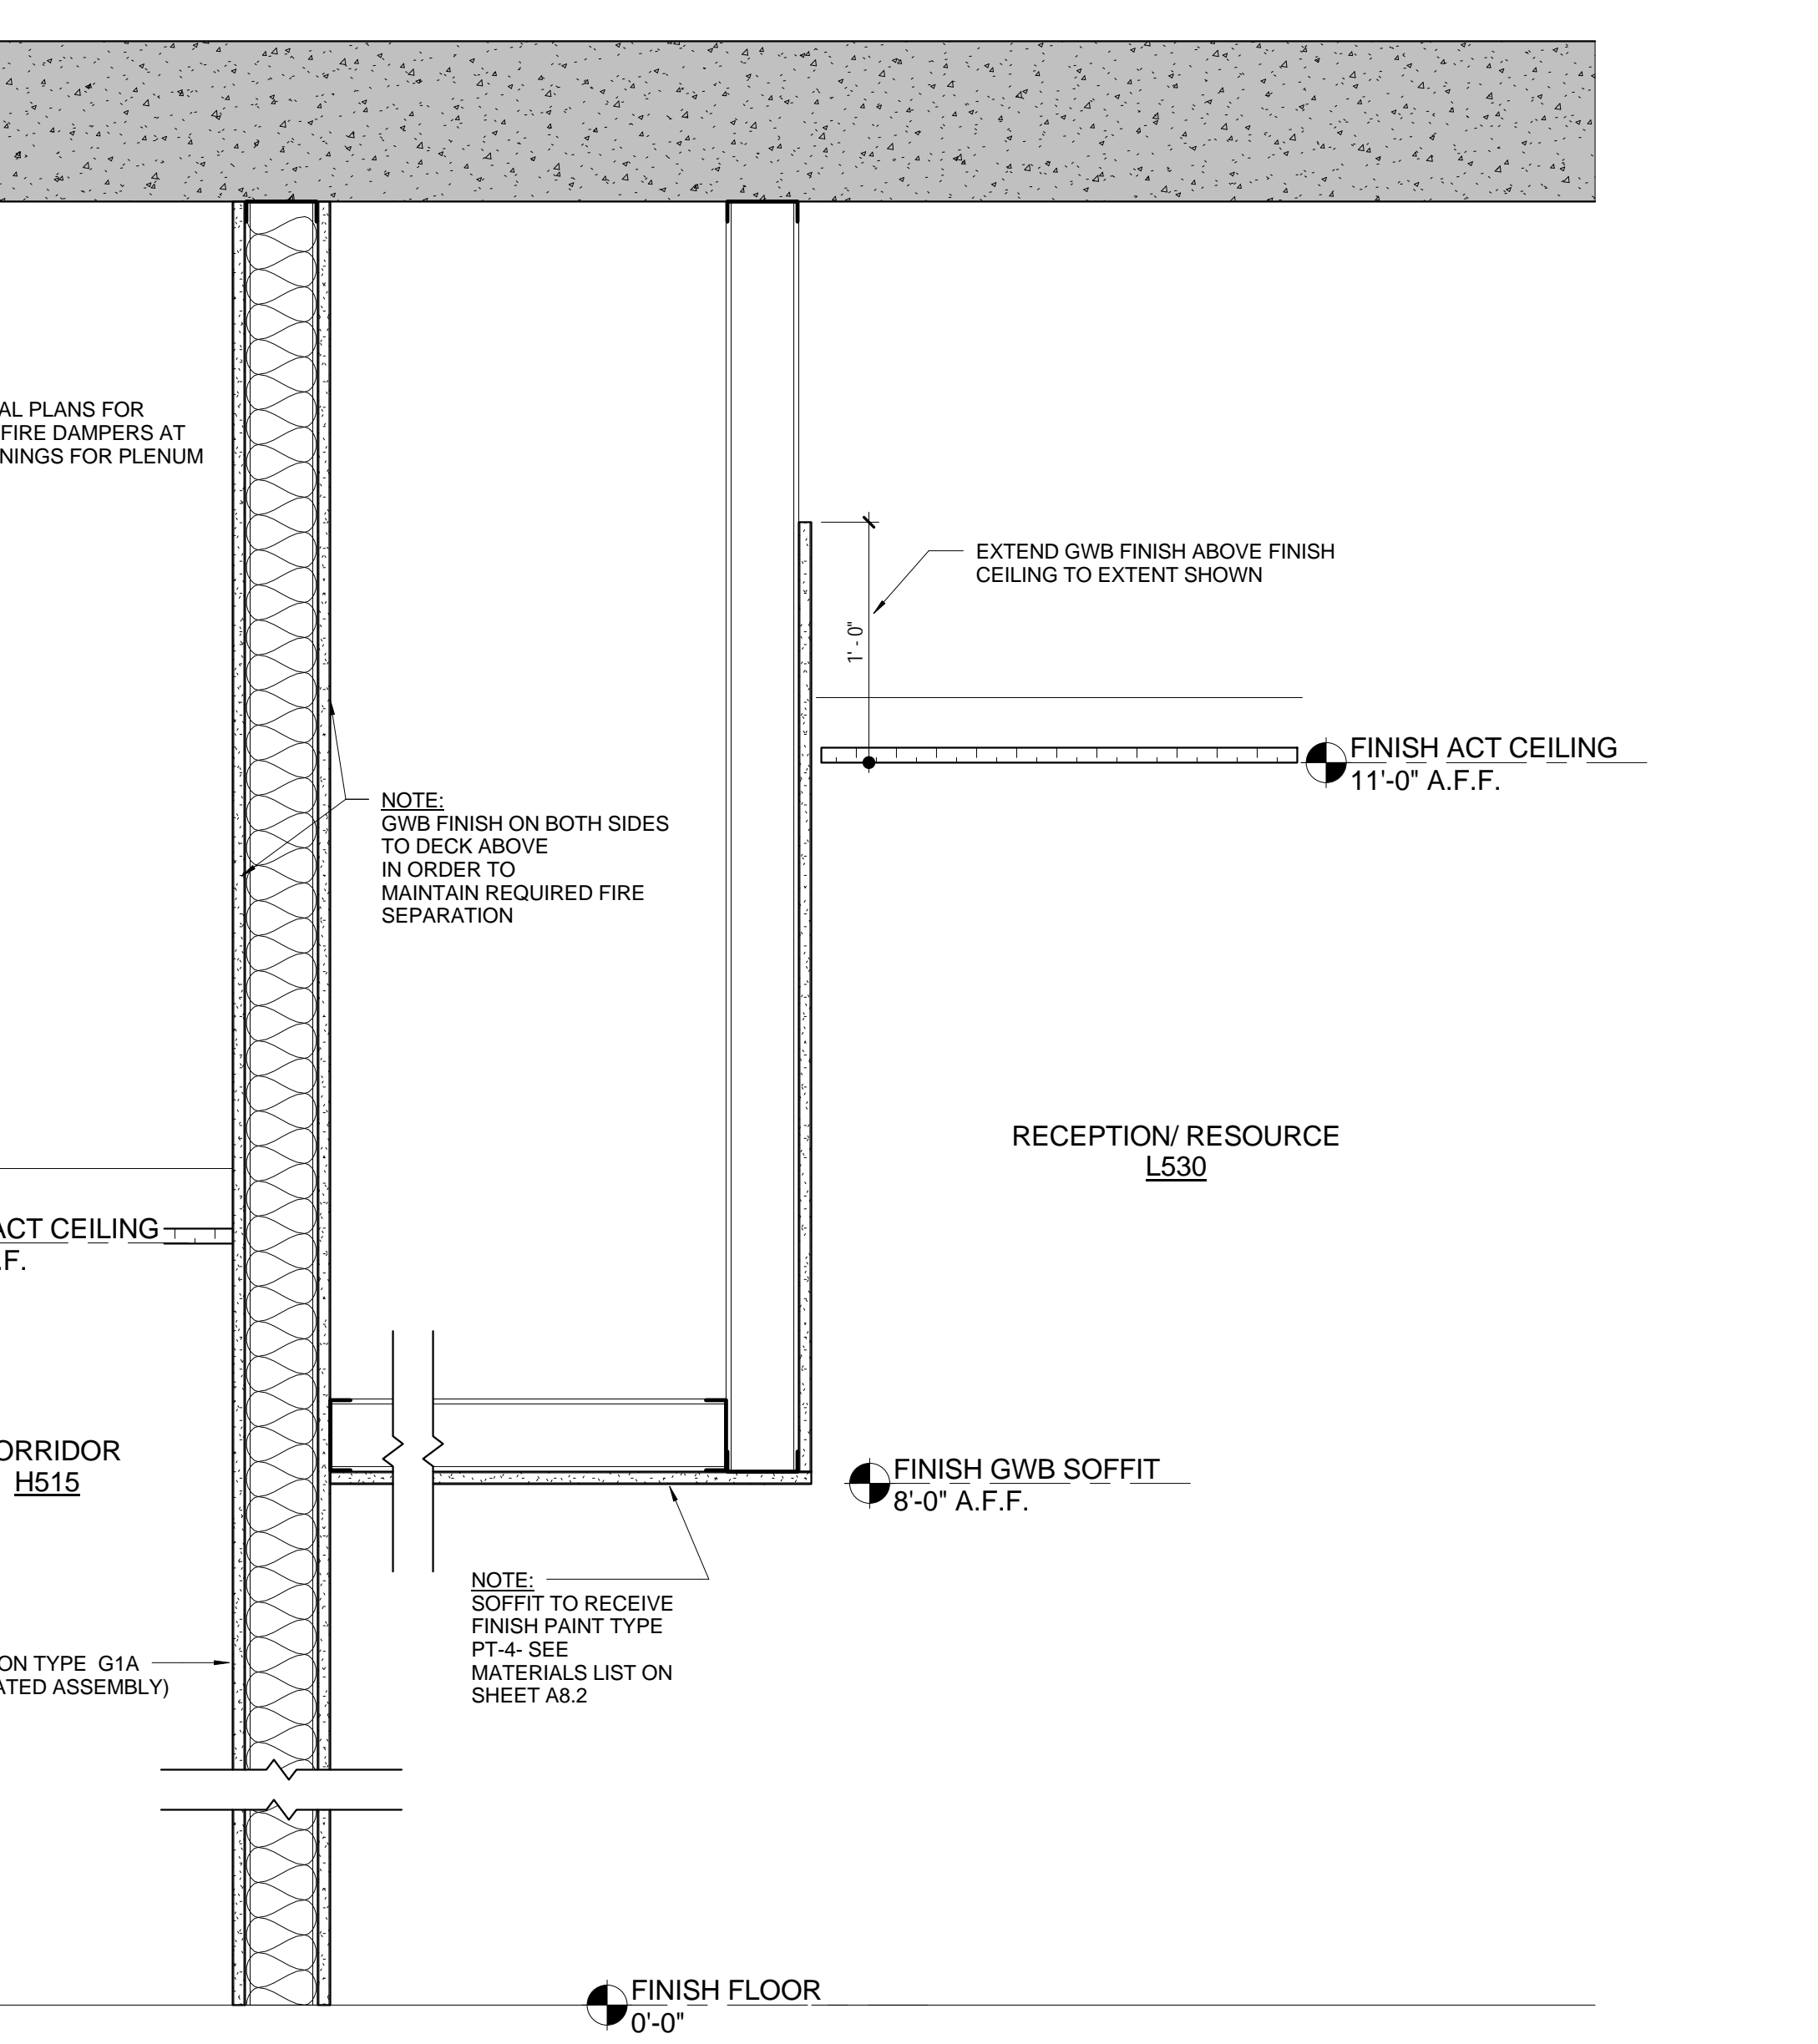 AL PLANS FOR
FIRE DAMPERS AT
NINGS FOR PLENUM
EXTEND GWB FINISH ABOVE FINISH
CEILING TO EXTENT SHOWN
1' - 0"
FINISH ACT CEILING
11'-0" A.F.F.
NOTE:
GWB FINISH ON BOTH SIDES
TO DECK ABOVE
IN ORDER TO
MAINTAIN REQUIRED FIRE
SEPARATION
RECEPTION/ RESOURCE
L530
ACT CEILING
.F.
ORRIDOR
H515
FINISH GWB SOFFIT
8'-0" A.F.F.
NOTE:
SOFFIT TO RECEIVE
FINISH PAINT TYPE
PT-4- SEE
MATERIALS LIST ON
SHEET A8.2
ON TYPE G1A
ATED ASSEMBLY)
FINISH FLOOR
0'-0"